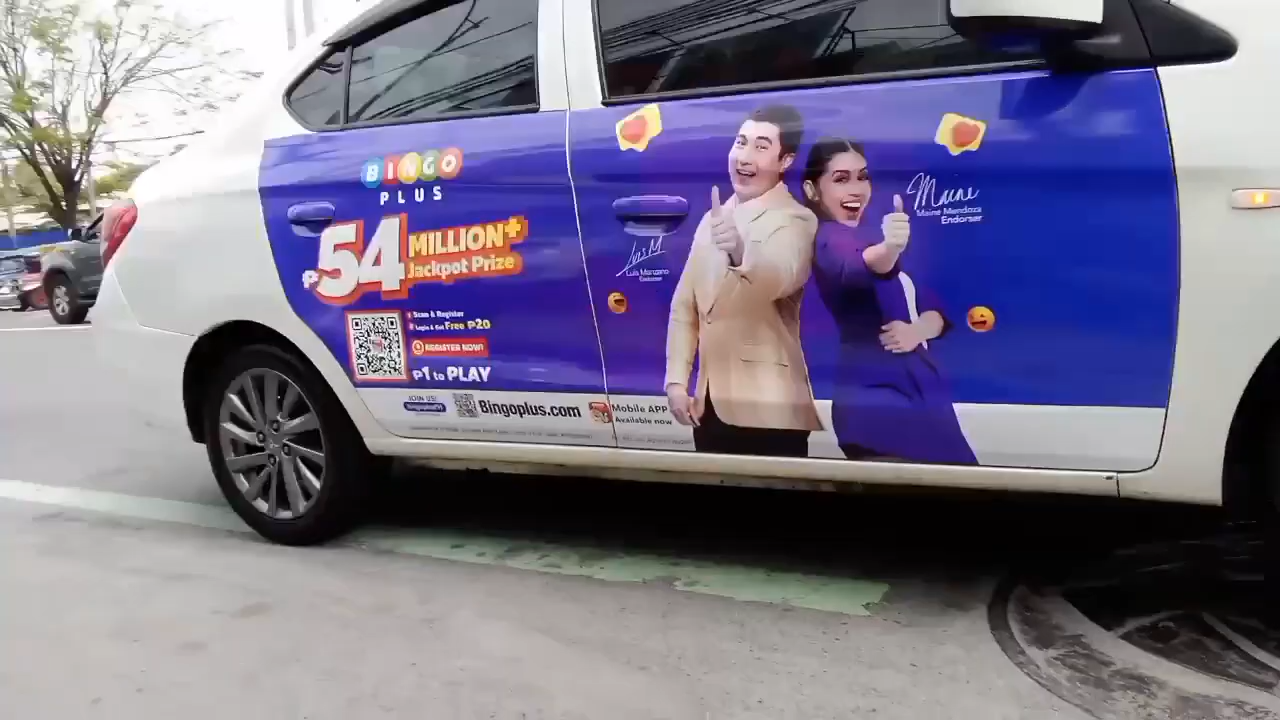 BINGO
PLUS
₱54 MILLION+
Jackpot Prize
Scan & Register
Login & Get Free ₱20
REGISTER NOW!
₱1 to PLAY
JOIN US!
Bingoplus.com
Mobile APP
Available now
Luis M
Luis Manzano
Endorser
Maine
Maine Mendoza
Endorser